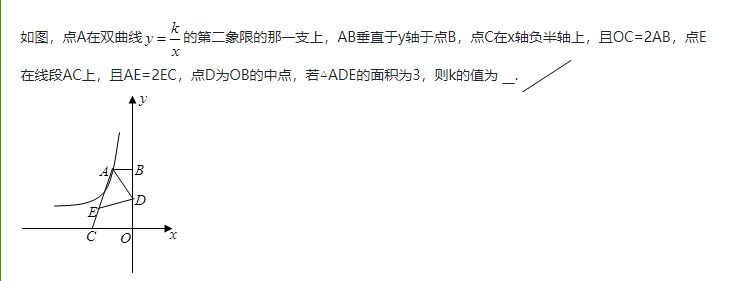 如图，点A在双曲线y=k/x的第二象限的那一支上，AB垂直于y轴于点B，点C在x轴负半轴上，且OC=2AB，点E
在线段AC上，且AE=2EC，点D为OB的中点，若△ADE的面积为3，则k的值为 __.
y
A B
D
E
C O x